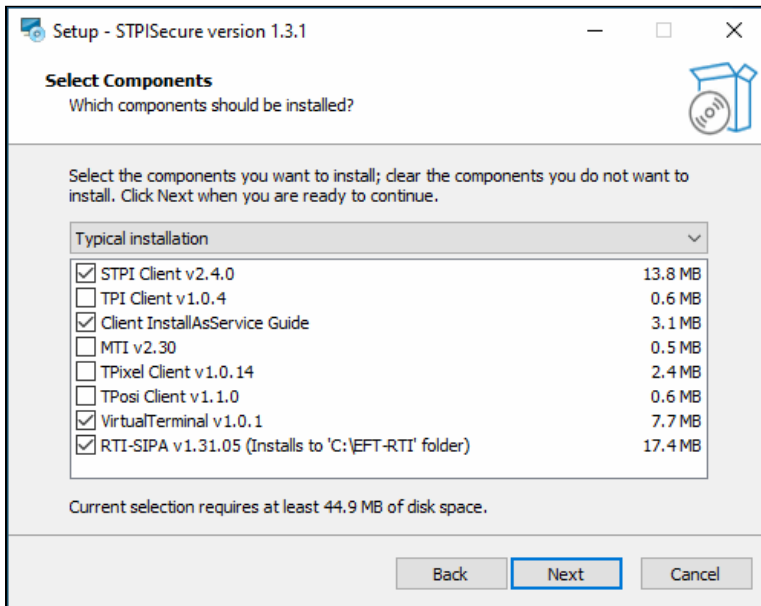 Setup - STPISecure version 1.3.1
Select Components
Which components should be installed?
Select the components you want to install; clear the components you do not want to
install. Click Next when you are ready to continue.
Typical installation
STPI Client v2.4.0 13.8 MB
TPI Client v1.0.4 0.6 MB
Client InstallAsService Guide 3.1 MB
MTI v2.30 0.5 MB
TPixel Client v1.0.14 2.4 MB
TPosi Client v1.1.0 0.6 MB
VirtualTerminal v1.0.1 7.7 MB
RTI-SIPA v1.31.05 (Installs to 'C:\EFT-RTI' folder) 17.4 MB
Current selection requires at least 44.9 MB of disk space.
Back Next Cancel